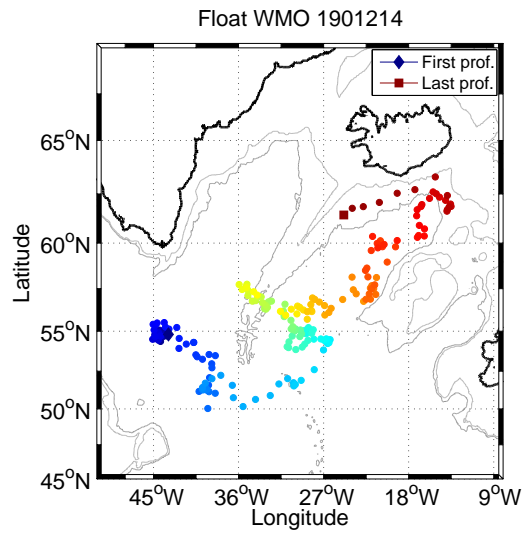 Float WMO 1901214
First prof.
Last prof.
65°N
60°N
55°N
50°N
45°N
Latitude
45°W 36°W 27°W 18°W 9°W
Longitude